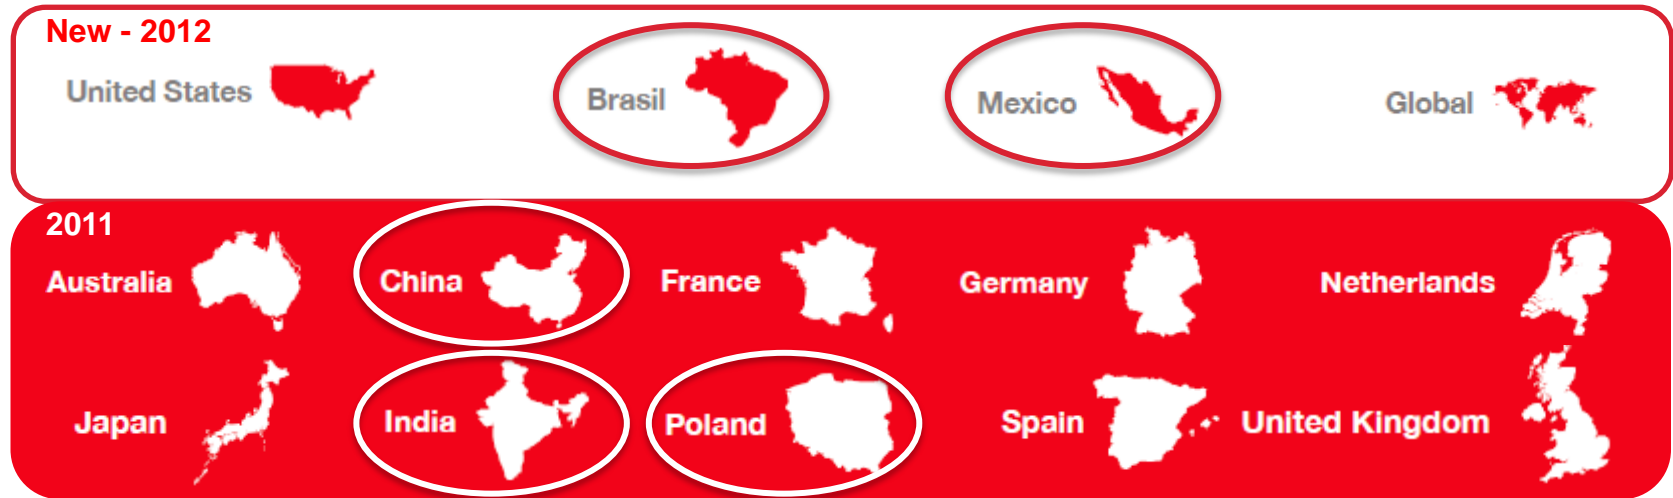 New - 2012
United States
Brasil
Mexico
Global
2011
Australia
China
France
Germany
Netherlands
Japan
India
Poland
Spain
United Kingdom